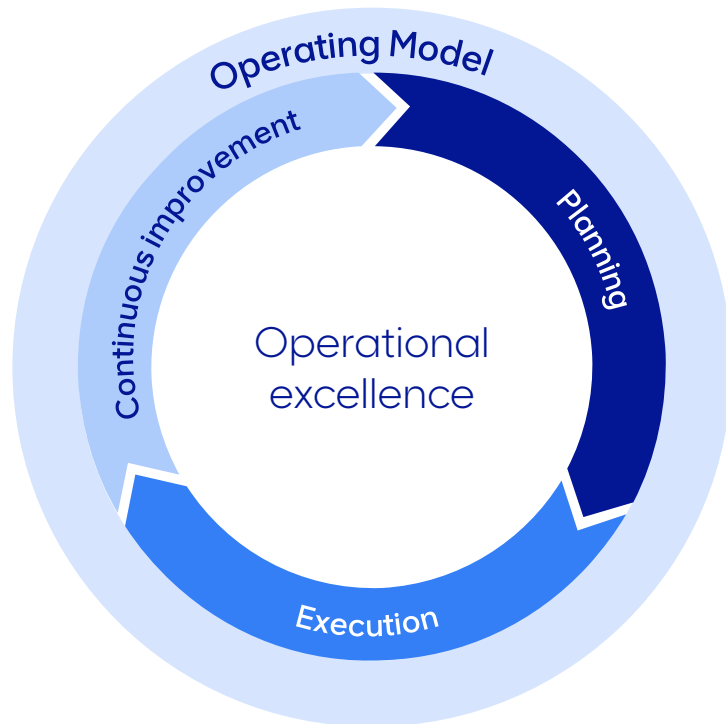 Operating Model
Continuous improvement
Planning
Operational
excellence
Execution